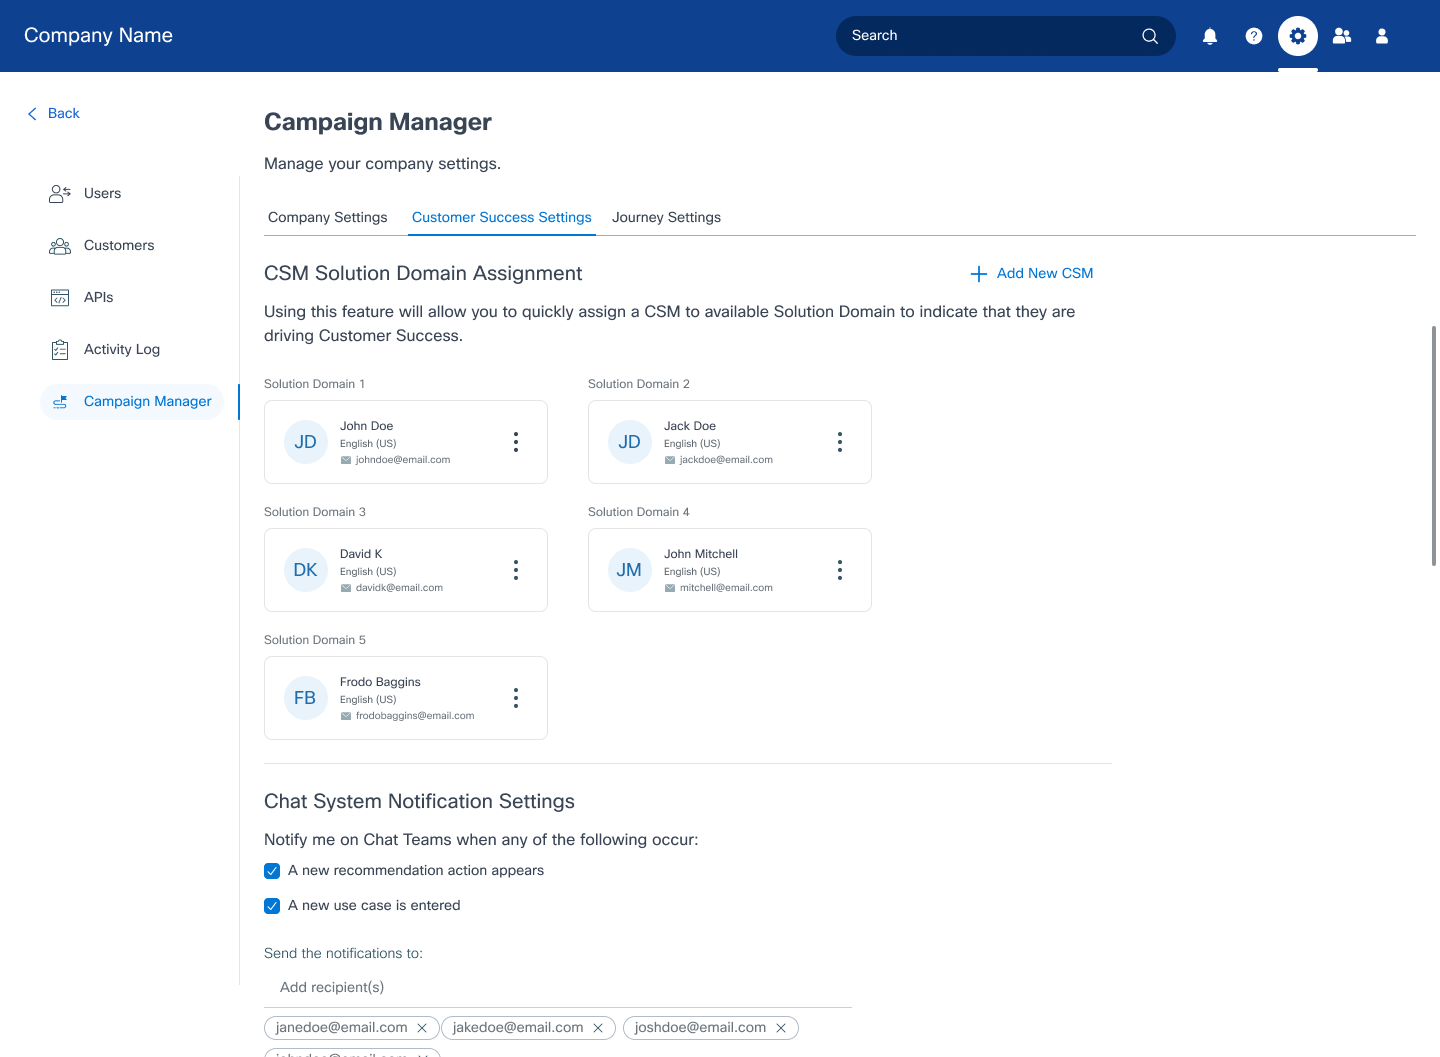 Company Name
Search
Back
Users
Customers
APIs
Activity Log
Campaign Manager
Campaign Manager
Manage your company settings.
Company Settings
Customer Success Settings
Journey Settings
CSM Solution Domain Assignment
Add New CSM
Using this feature will allow you to quickly assign a CSM to available Solution Domain to indicate that they are
driving Customer Success.
Solution Domain 1
JD
John Doe
English (US)
johndoe@email.com
Solution Domain 2
JD
Jack Doe
English (US)
jackdoe@email.com
Solution Domain 3
DK
David K
English (US)
davidk@email.com
Solution Domain 4
JM
John Mitchell
English (US)
mitchell@email.com
Solution Domain 5
FB
Frodo Baggins
English (US)
frodobaggins@email.com
Chat System Notification Settings
Notify me on Chat Teams when any of the following occur:
A new recommendation action appears
A new use case is entered
Send the notifications to:
Add recipient(s)
janedoe@email.com
jakedoe@email.com
joshdoe@email.com